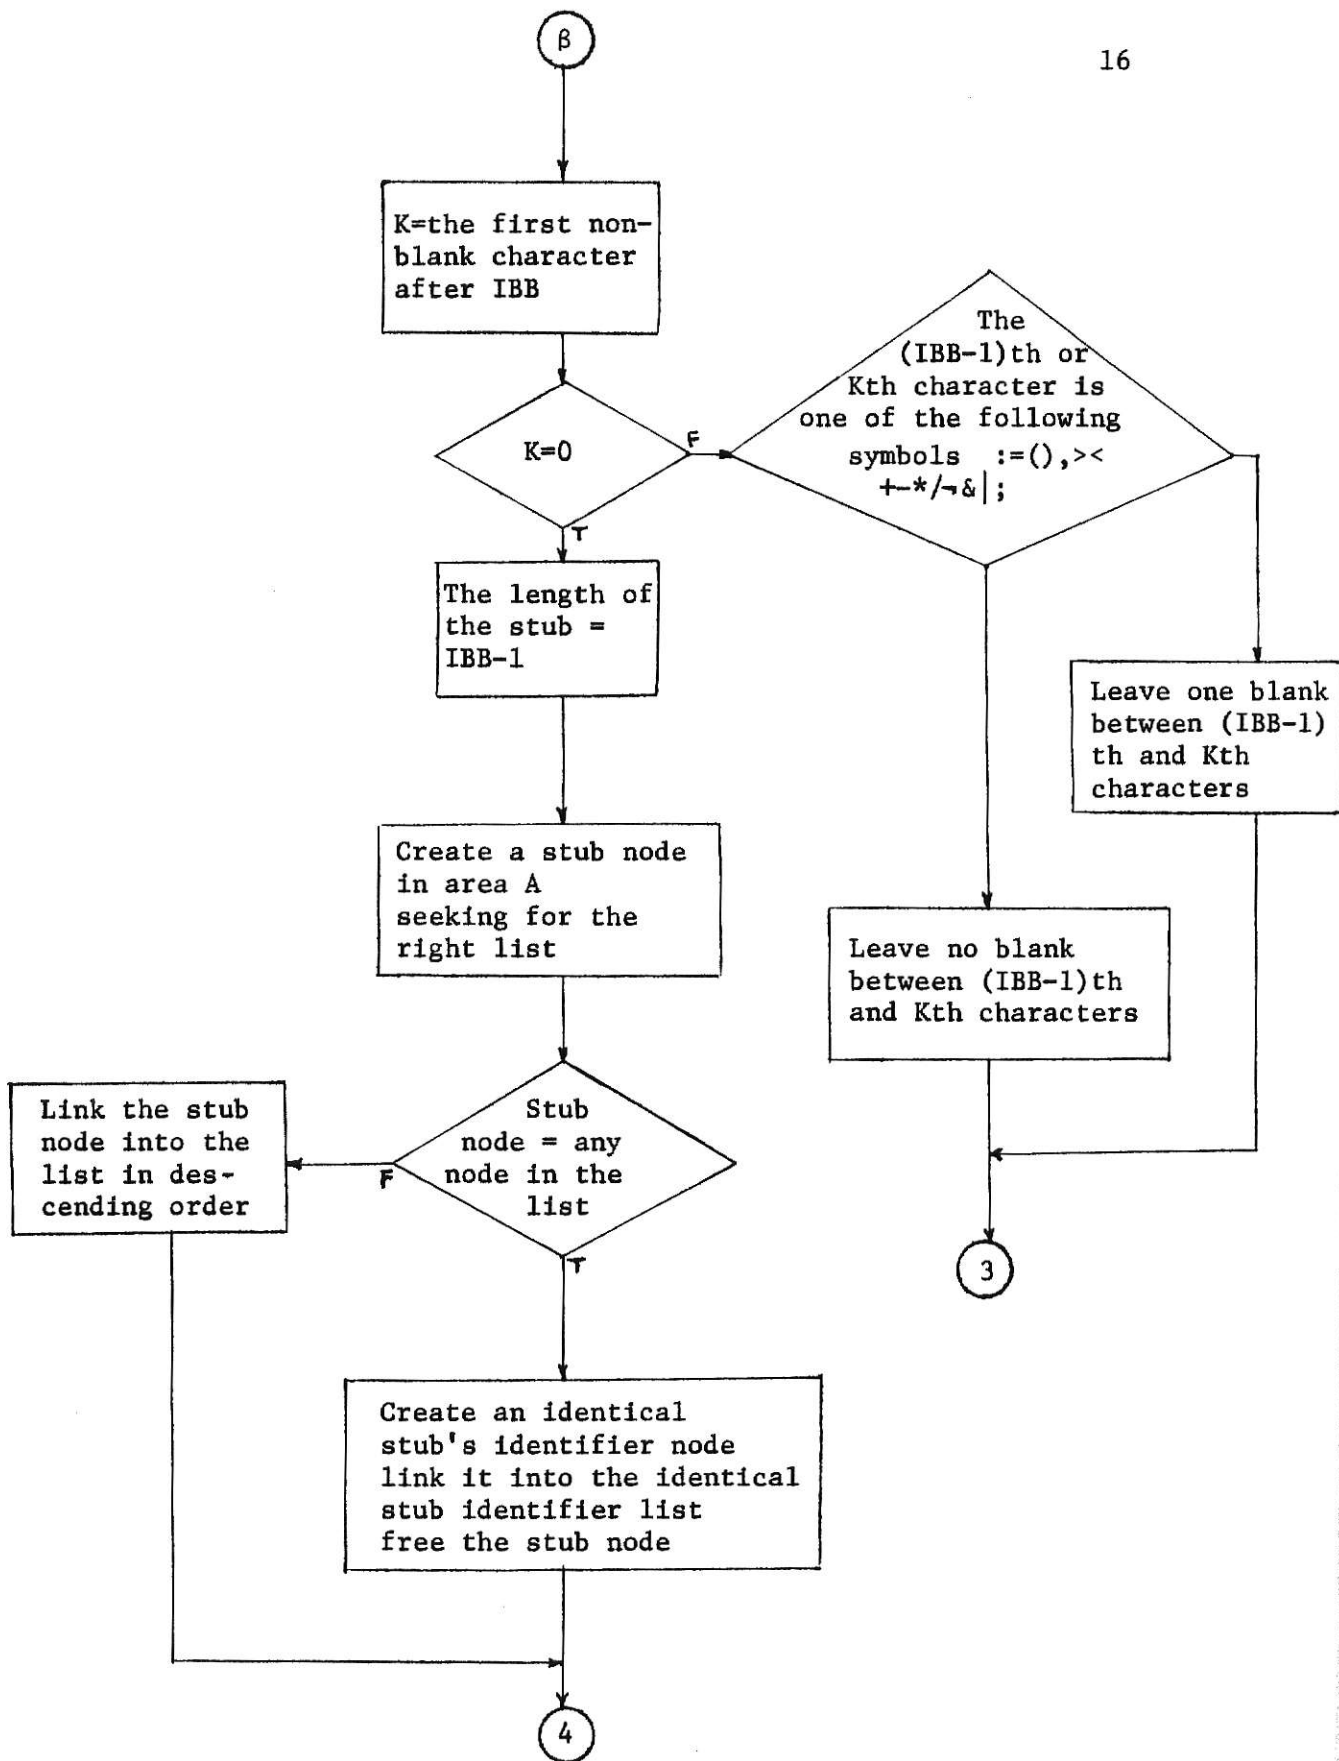 β
16
K=the first non-
blank character
after IBB
The
(IBB-1)th or
Kth character is
one of the following
symbols :=(),><
+-*/¬&|;
K=0
F
T
The length of
the stub =
IBB-1
Leave one blank
between (IBB-1)
th and Kth
characters
Create a stub node
in area A
seeking for the
right list
Leave no blank
between (IBB-1)th
and Kth characters
Link the stub
node into the
list in des-
cending order
Stub
node = any
node in the
list
F
T
3
Create an identical
stub's identifier node
link it into the identical
stub identifier list
free the stub node
4